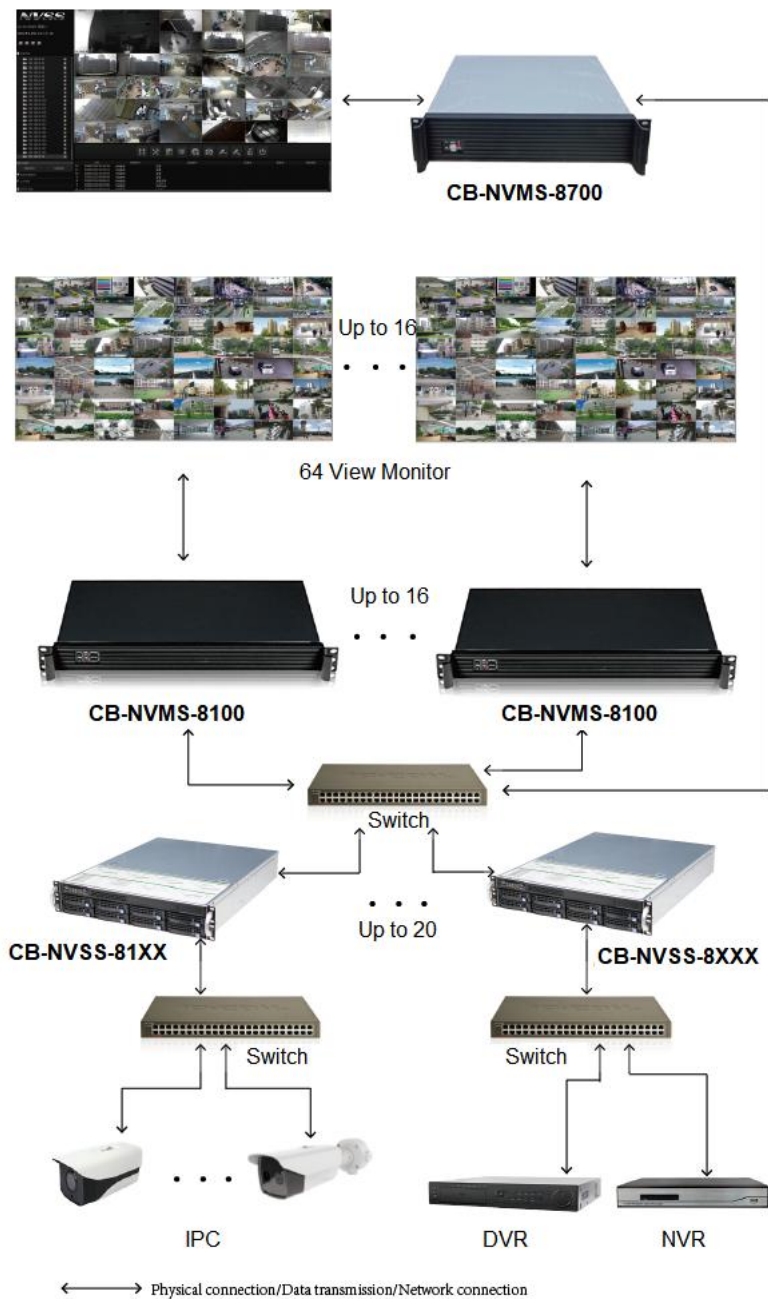 NVSS
CB-NVMS-8700
Up to 16
64 View Monitor
Up to 16
CB-NVMS-8100
CB-NVMS-8100
Switch
Up to 20
CB-NVSS-81XX
CB-NVSS-8XXX
Switch
Switch
IPC
DVR
NVR
Physical connection/Data transmission/Network connection